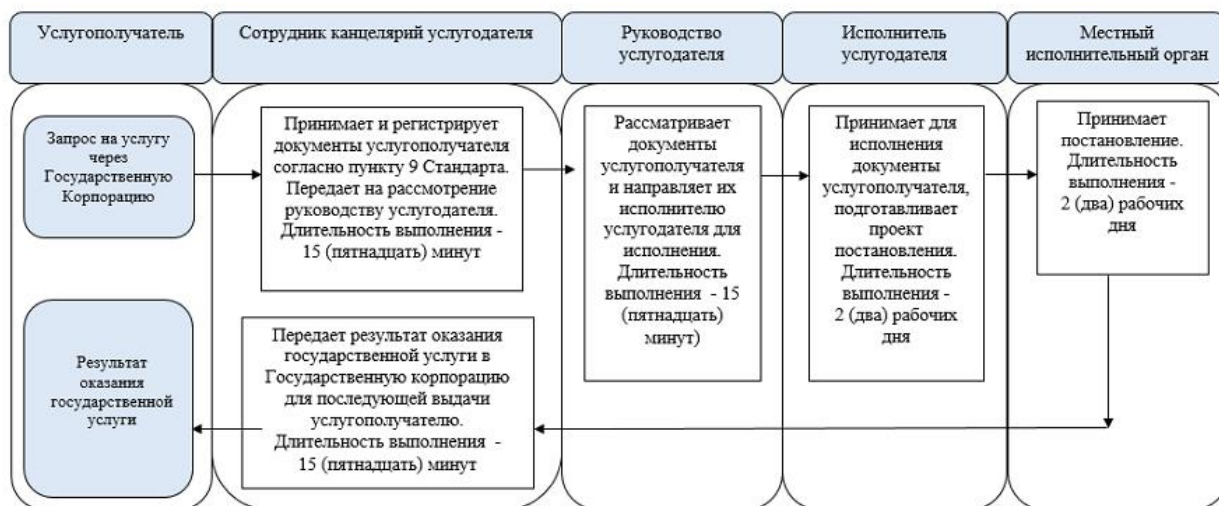 Услугополучатель
Сотрудник канцелярий услугодателя
Руководство
услугодателя
Исполнитель
услугодателя
Местный
исполнительный орган
Запрос на услугу
через
Государственную
Корпорацию
Принимает и регистрирует
документы услугополучателя
согласно пункту 9 Стандарта.
Передает на рассмотрение
руководству услугодателя.
Длительность выполнения -
15 (пятнадцать) минут
Рассматривает
документы
услугополучателя
и направляет их
исполнителю
услугодателя для
исполнения.
Длительность
выполнения - 15
(пятнадцать)
минут)
Принимает для
исполнения
документы
услугополучателя,
подготавливает
проект
постановления.
Длительность
выполнения -
2 (два) рабочих
дня
Принимает
постановление.
Длительность
выполнения -
2 (два) рабочих
дня
Результат
оказания
государственной
услуги
Передает результат оказания
государственной услуги в
Государственную корпорацию
для последующей выдачи
услугополучателю.
Длительность выполнения -
15 (пятнадцать) минут